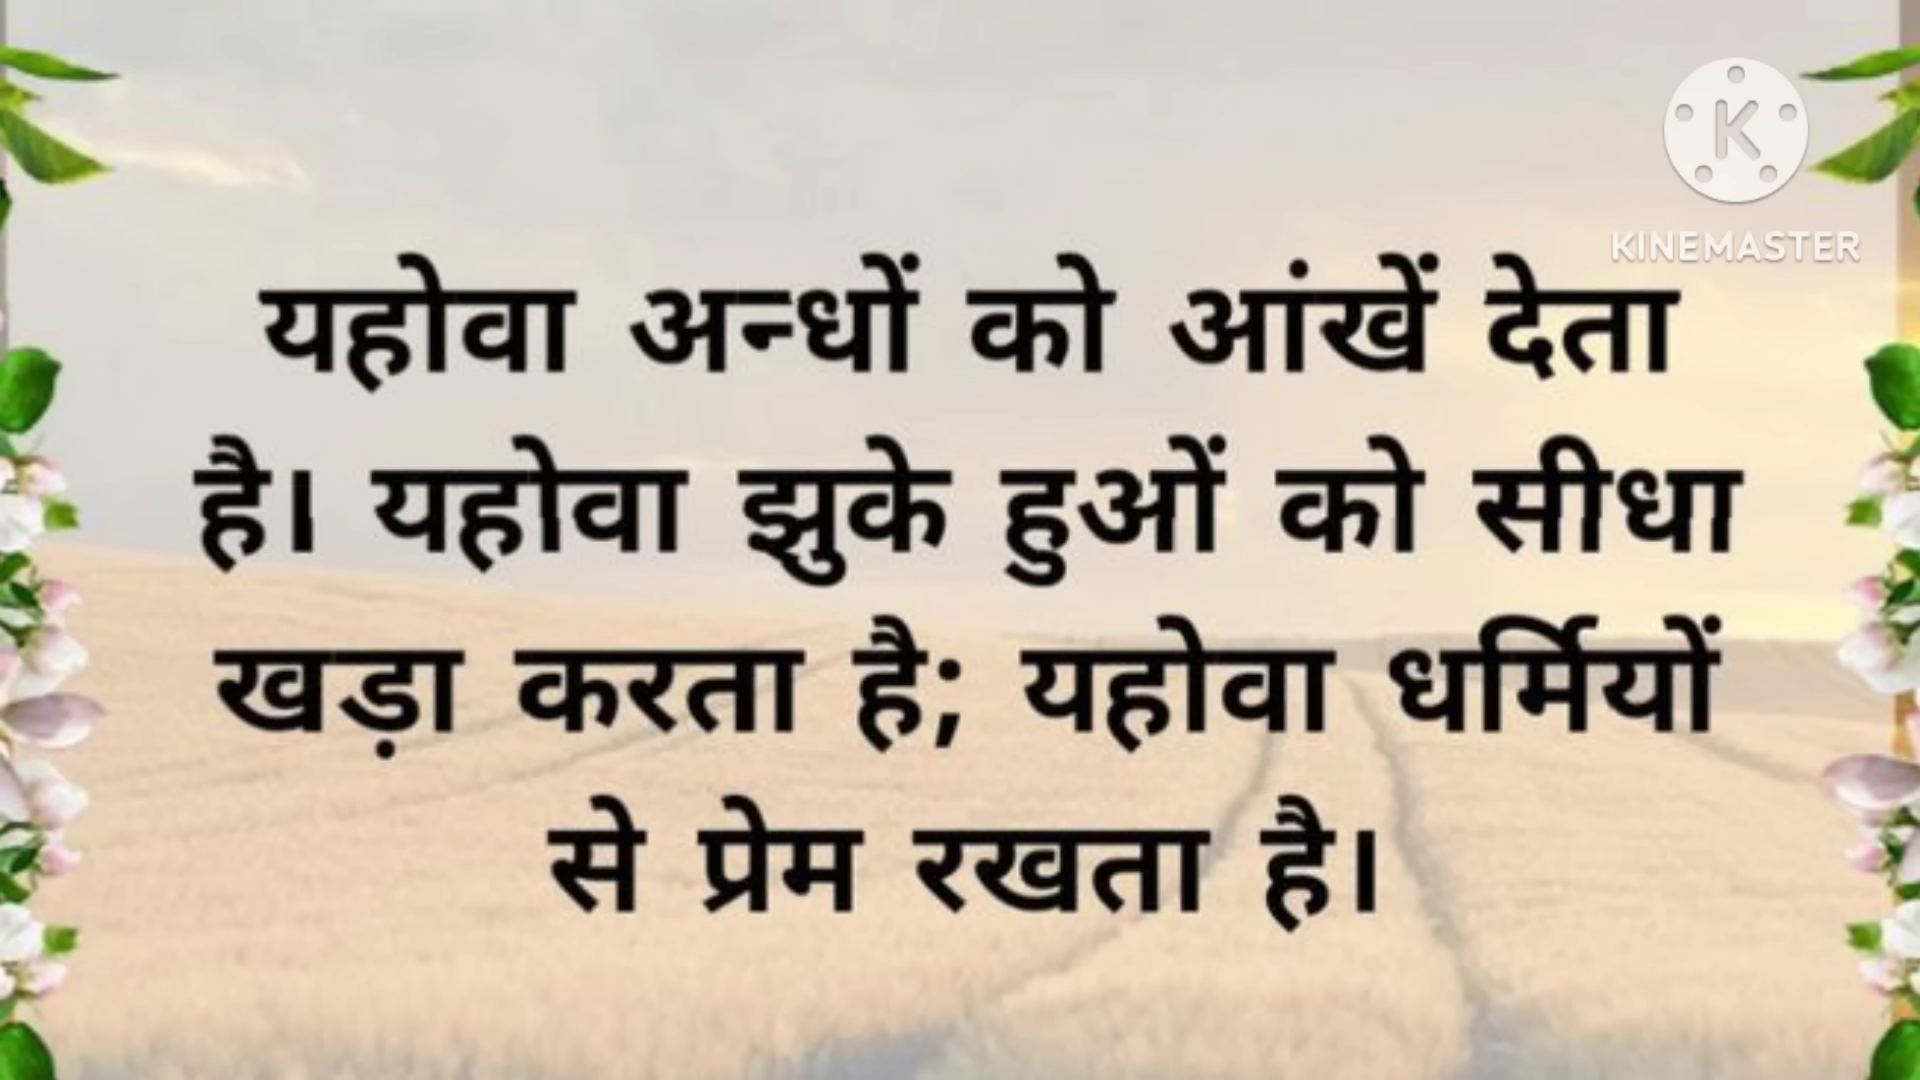 KINEMASTER
यहोवा अन्धों को आंखें देता
है। यहोवा झुके हुओं को सीधा
खड़ा करता है; यहोवा धर्मियों
से प्रेम रखता है।